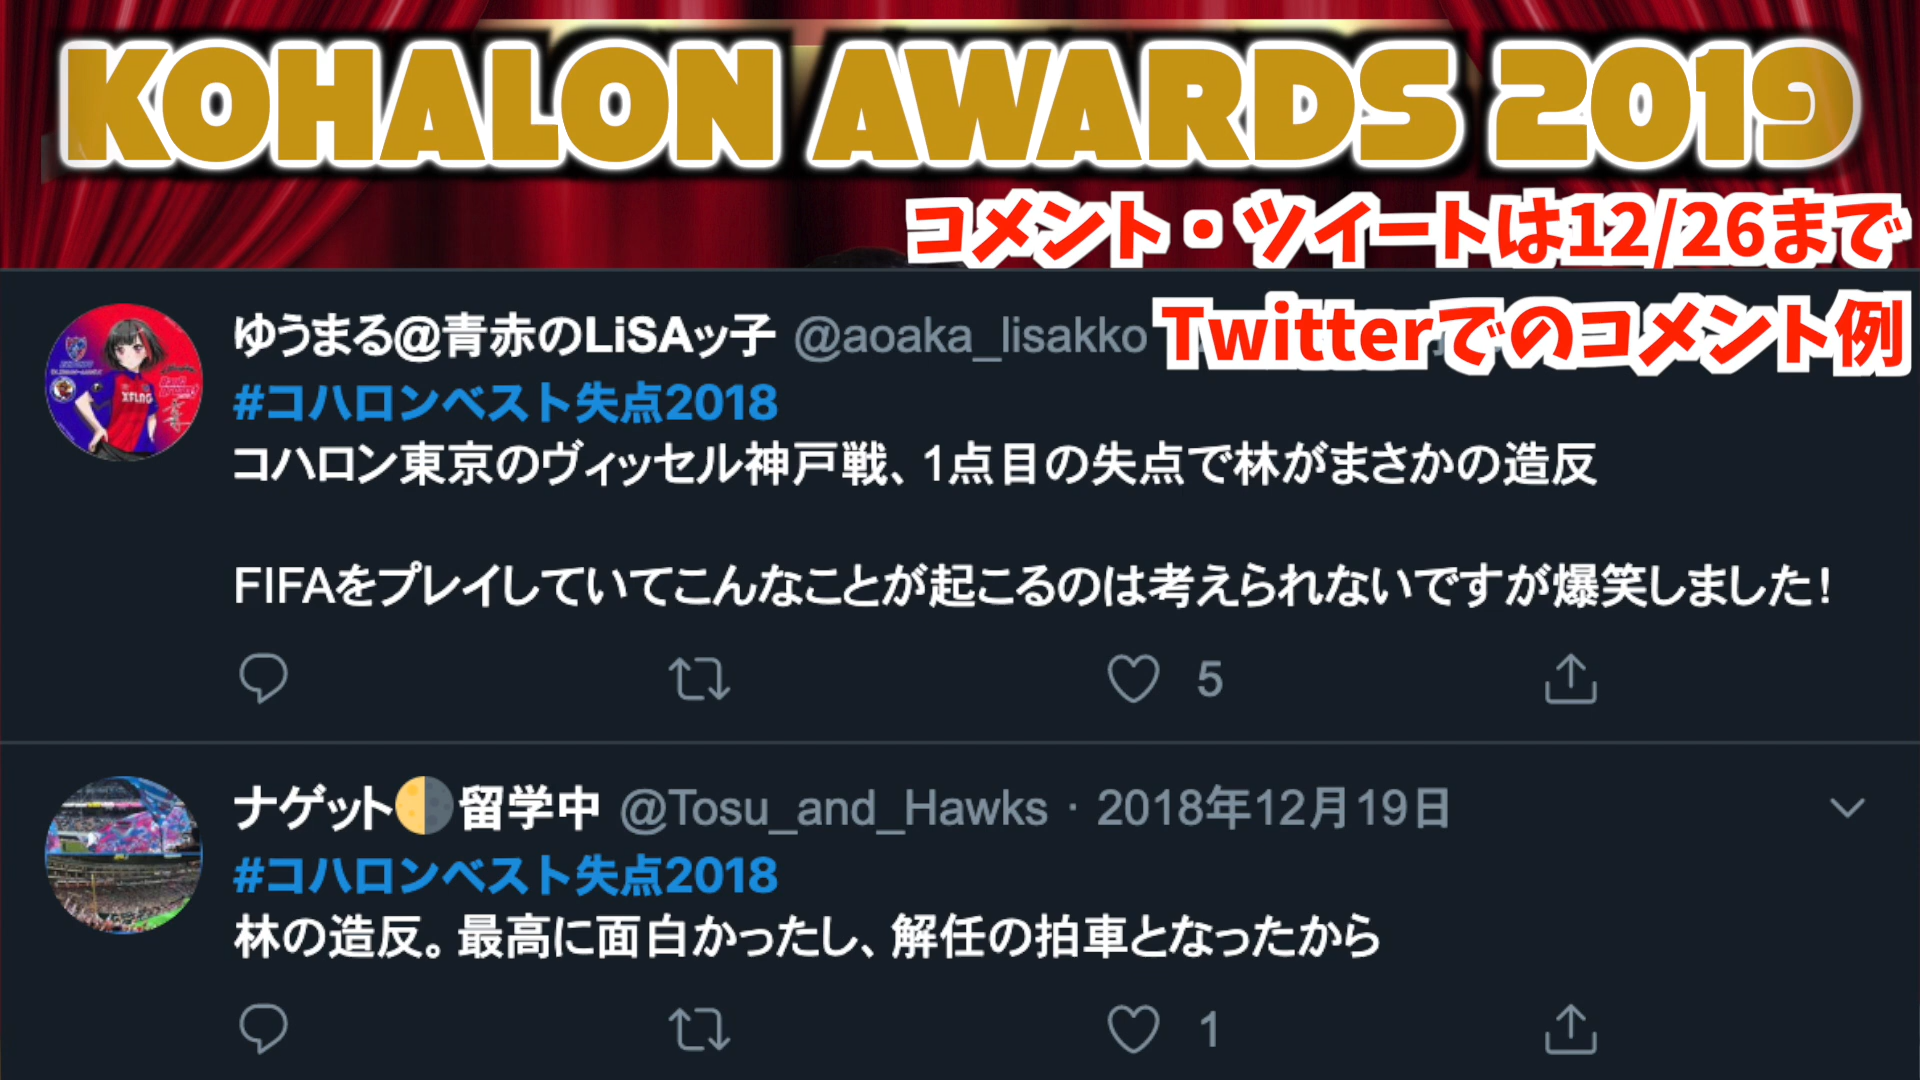 KOHALON AWARDS 2019
コメント・ツイートは12/26まで
Twitterでのコメント例
ゆうまる@青赤のLiSAッ子 @aoaka_lisakko
#コハロンベスト失点2018
コハロン東京のヴィッセル神戸戦、1点目の失点で林がまさかの造反
FIFAをプレイしていてこんなことが起こるのは考えられないですが爆笑しました!
5
ナゲット🌗留学中 @Tosu_and_Hawks · 2018年12月19日
#コハロンベスト失点2018
林の造反。最高に面白かったし、解任の拍車となったから
1